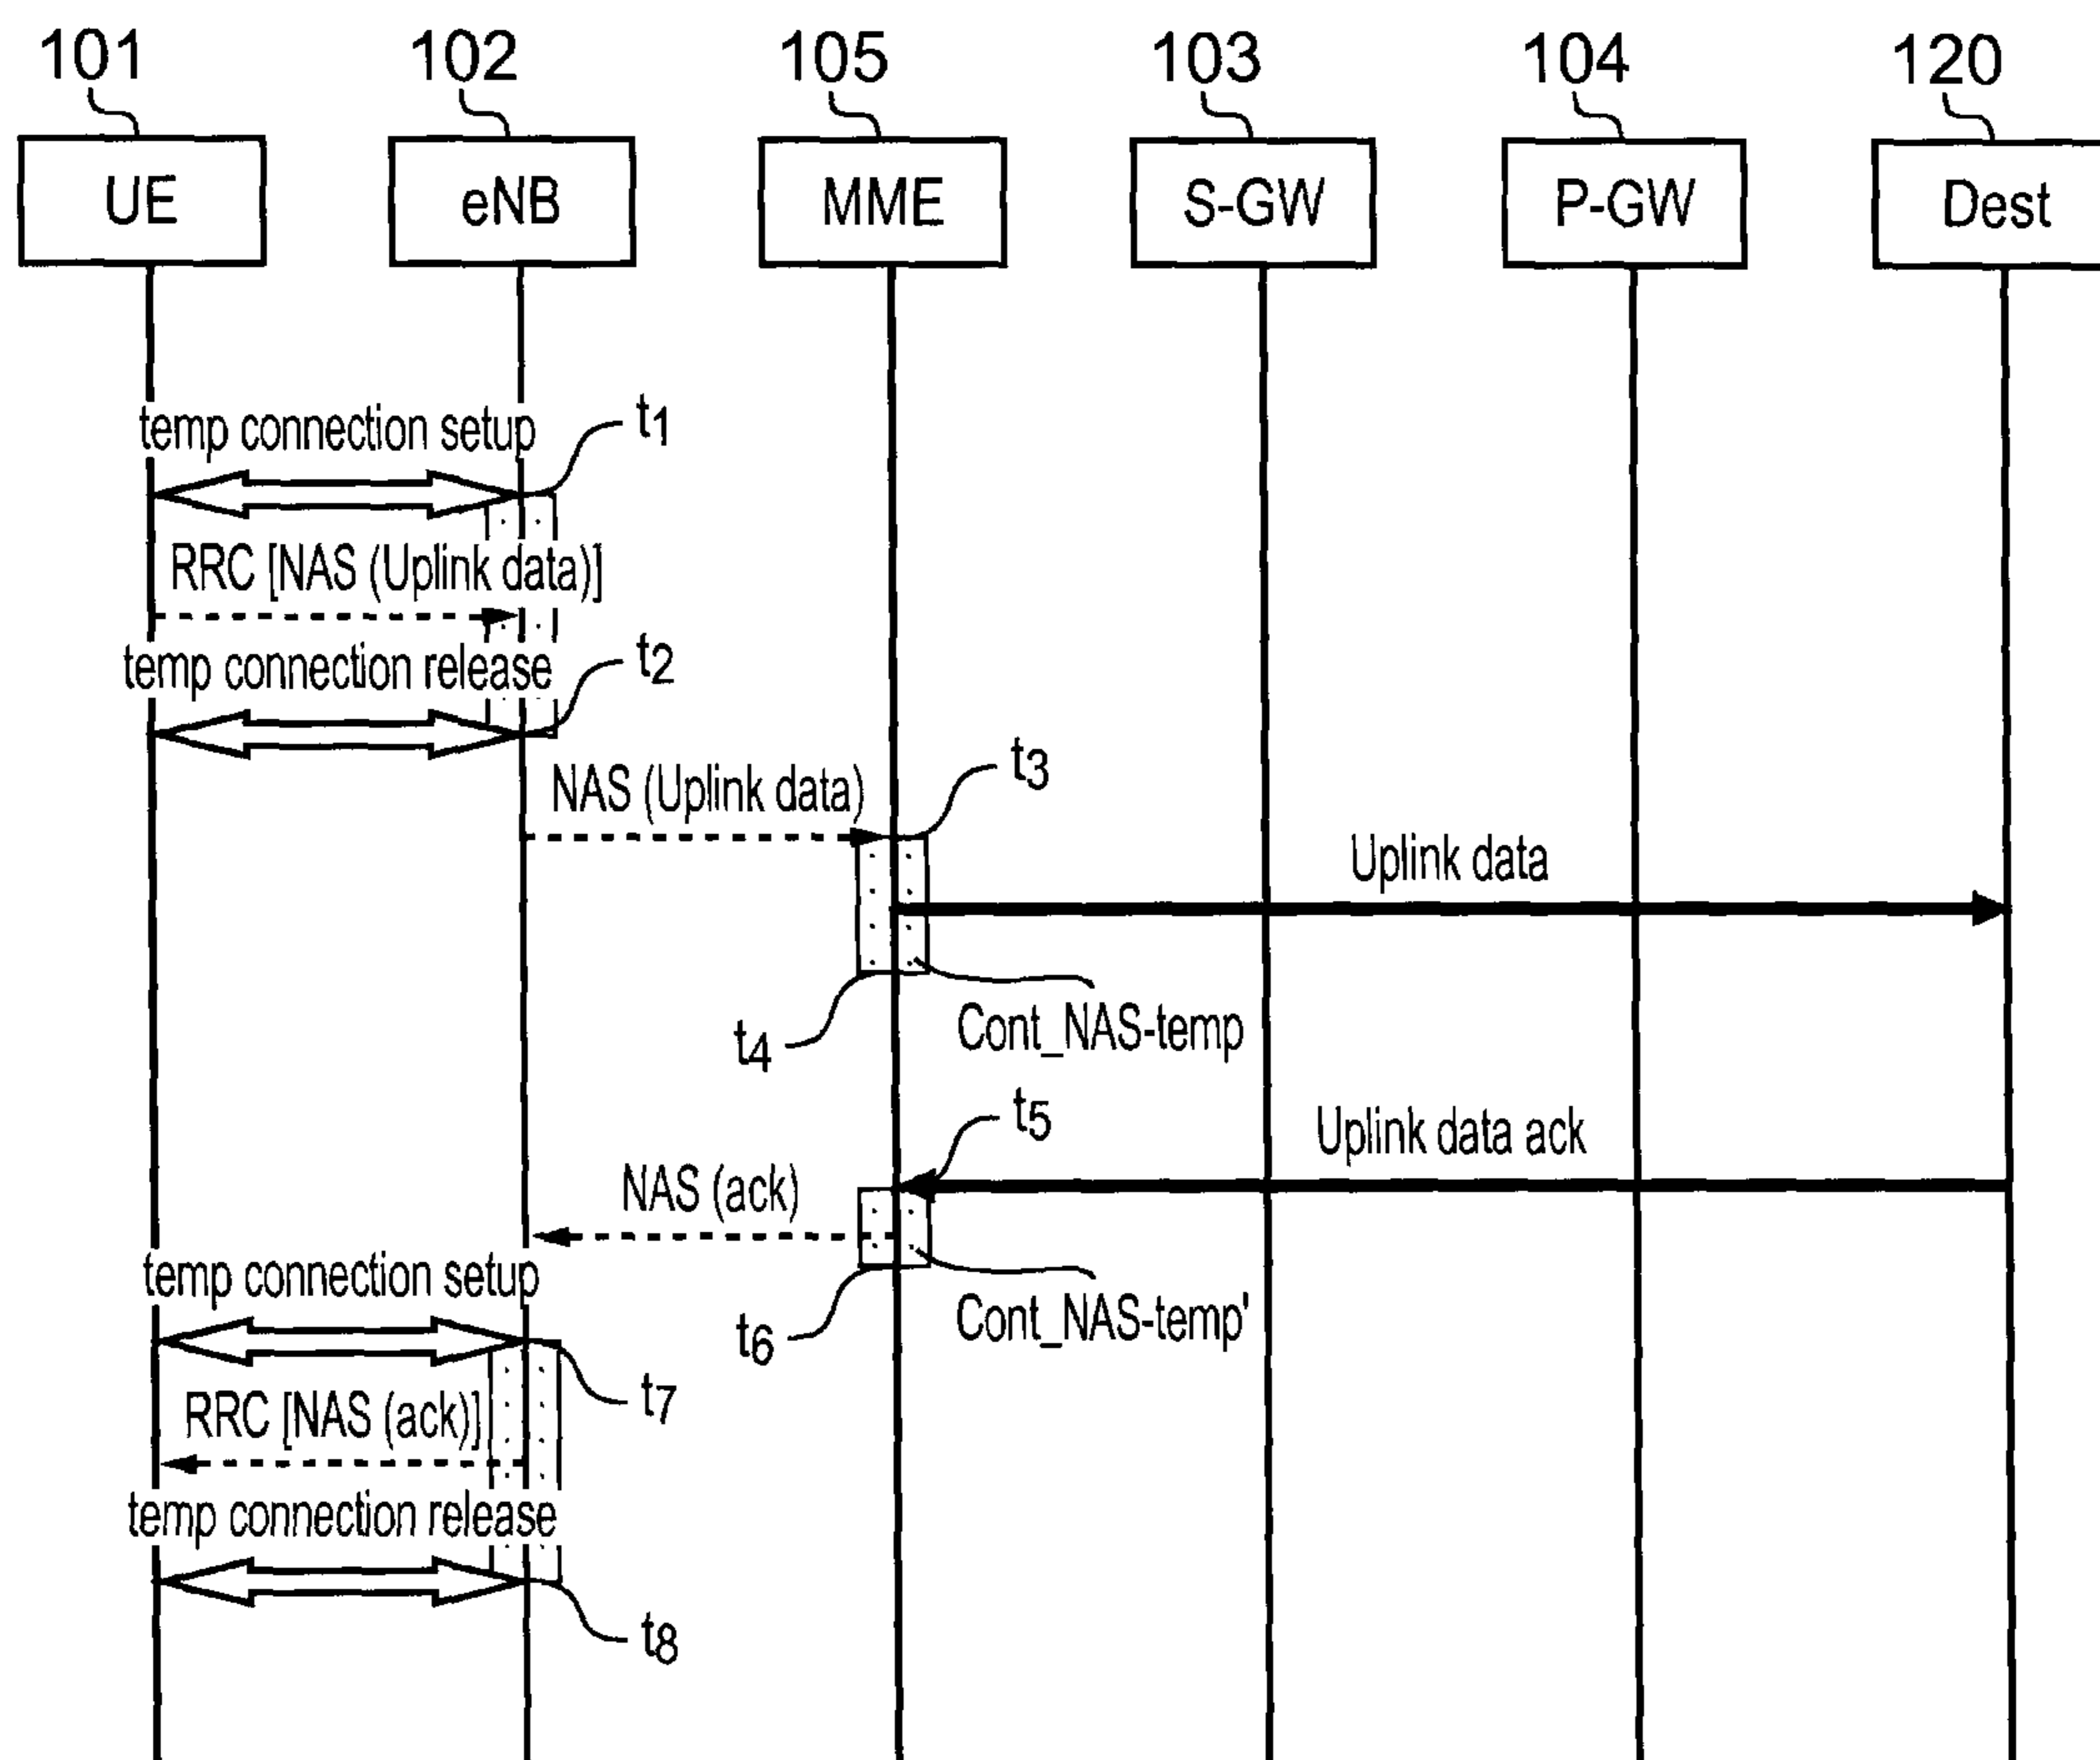 101 102 105 103 104 120
UE eNB MME S-GW P-GW Dest
temp connection setup t1
RRC [NAS (Uplink data)]
temp connection release t2
NAS (Uplink data) t3
Uplink data
t4 Cont_NAS-temp
t5 Uplink data ack
NAS (ack)
temp connection setup
t6 Cont_NAS-temp'
RRC [NAS (ack)] t7
temp connection release
t8